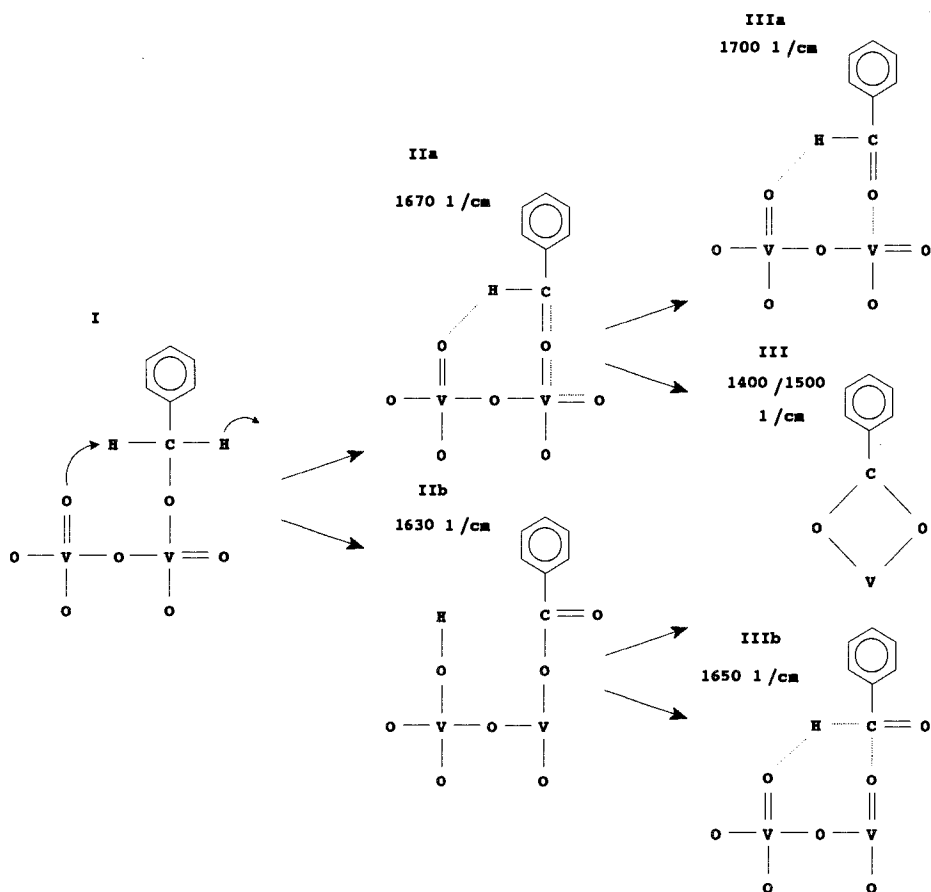 I
H C H
O O
O V O V O
O O
IIa
1670 1/cm
H C
O O
O V O V O
O O
IIb
1630 1/cm
H C O
O O
O V O V
O O
IIIa
1700 1/cm
H C
O O
O V O V O
O O
III
1400/1500
1/cm
C
O O
V
IIIb
1650 1/cm
H C O
O O
O V O V
O O